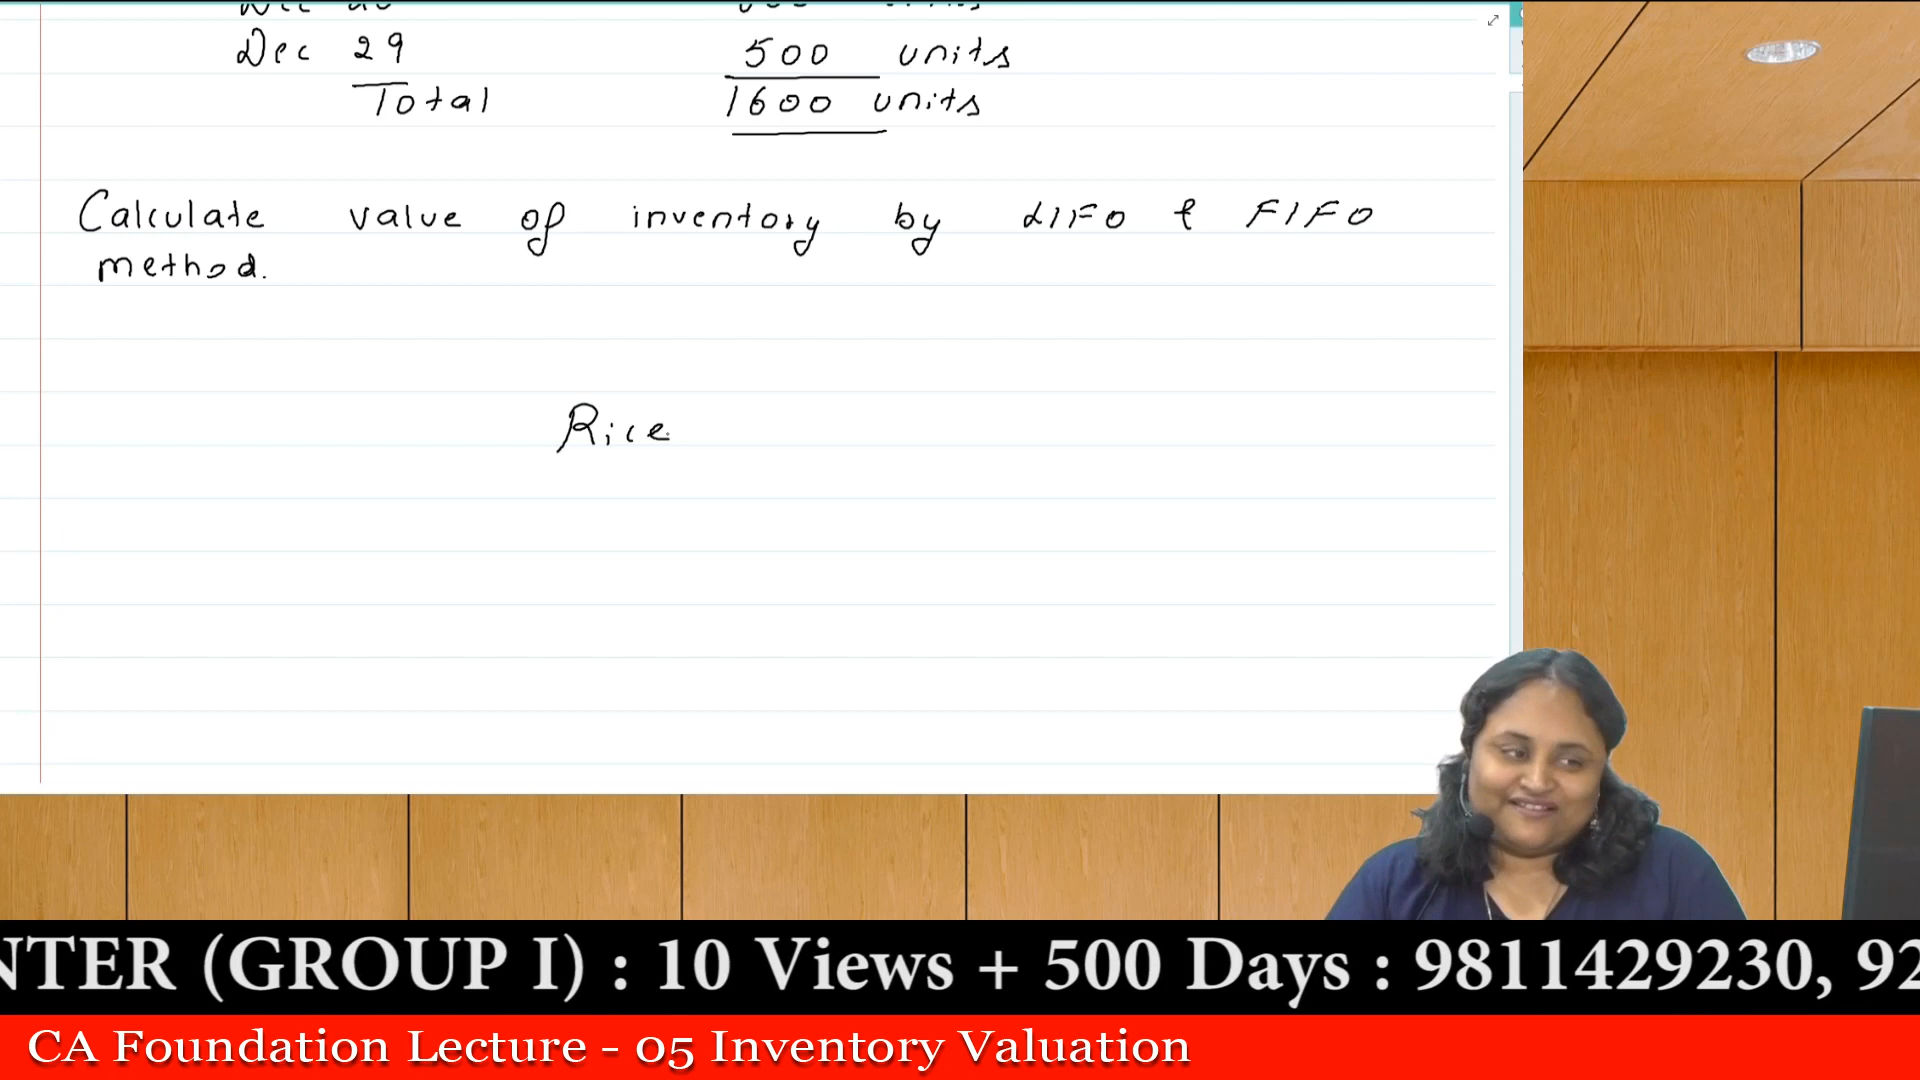 Dec 29 500 units
Total 1600 units
Calculate value of inventory by LIFO & FIFO
method.
Rice
NTER (GROUP I) : 10 Views + 500 Days : 9811429230, 92
CA Foundation Lecture - 05 Inventory Valuation